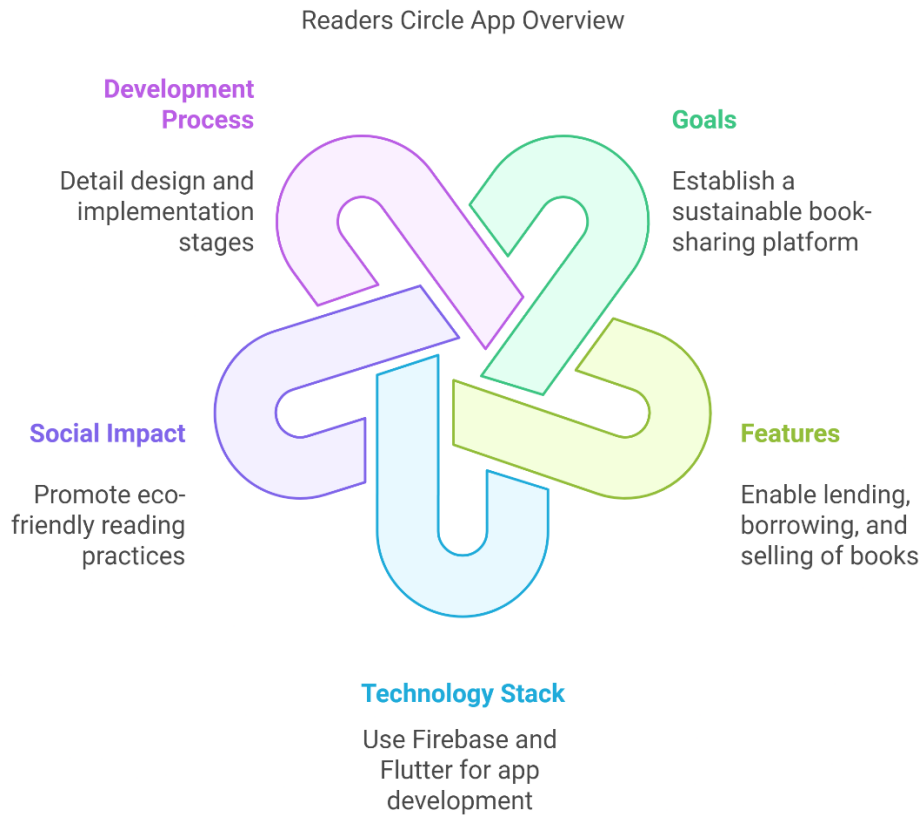 Readers Circle App Overview
Development
Process
Detail design and
implementation
stages
Goals
Establish a
sustainable book-
sharing platform
Social Impact
Promote eco-
friendly reading
practices
Features
Enable lending,
borrowing, and
selling of books
Technology Stack
Use Firebase and
Flutter for app
development